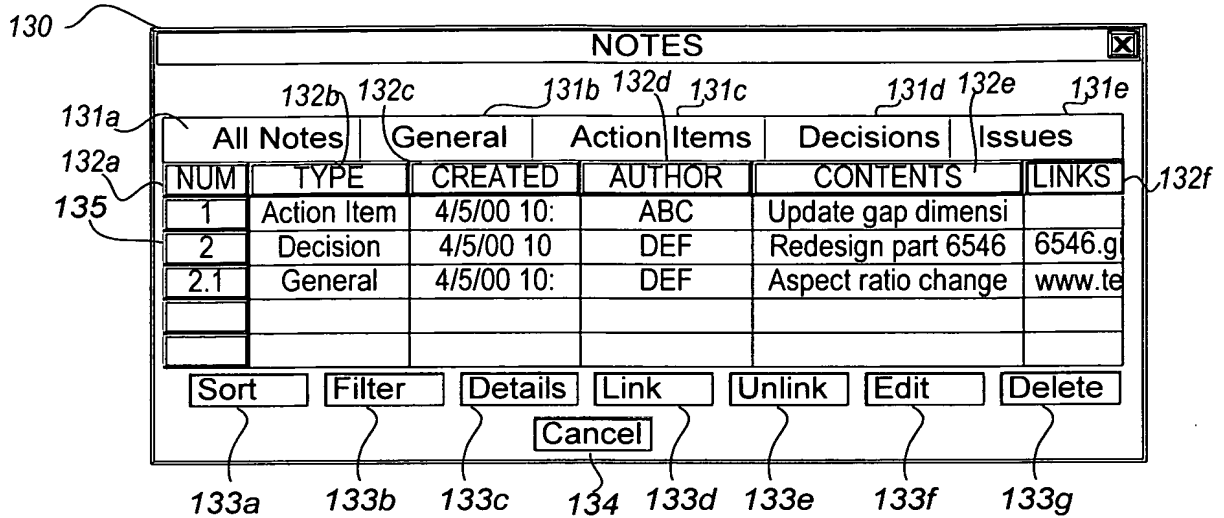 130
NOTES
132b 132c 131b 132d 131c 131d 132e 131e
131a
All Notes General Action Items Decisions Issues
132a
NUM TYPE CREATED AUTHOR CONTENTS LINKS 132f
1 Action Item 4/5/00 10: ABC Update gap dimensi
135
2 Decision 4/5/00 10 DEF Redesign part 6546 6546.gi
2.1 General 4/5/00 10: DEF Aspect ratio change www.te
Sort Filter Details Link Unlink Edit Delete
Cancel
133a 133b 133c 134 133d 133e 133f 133g